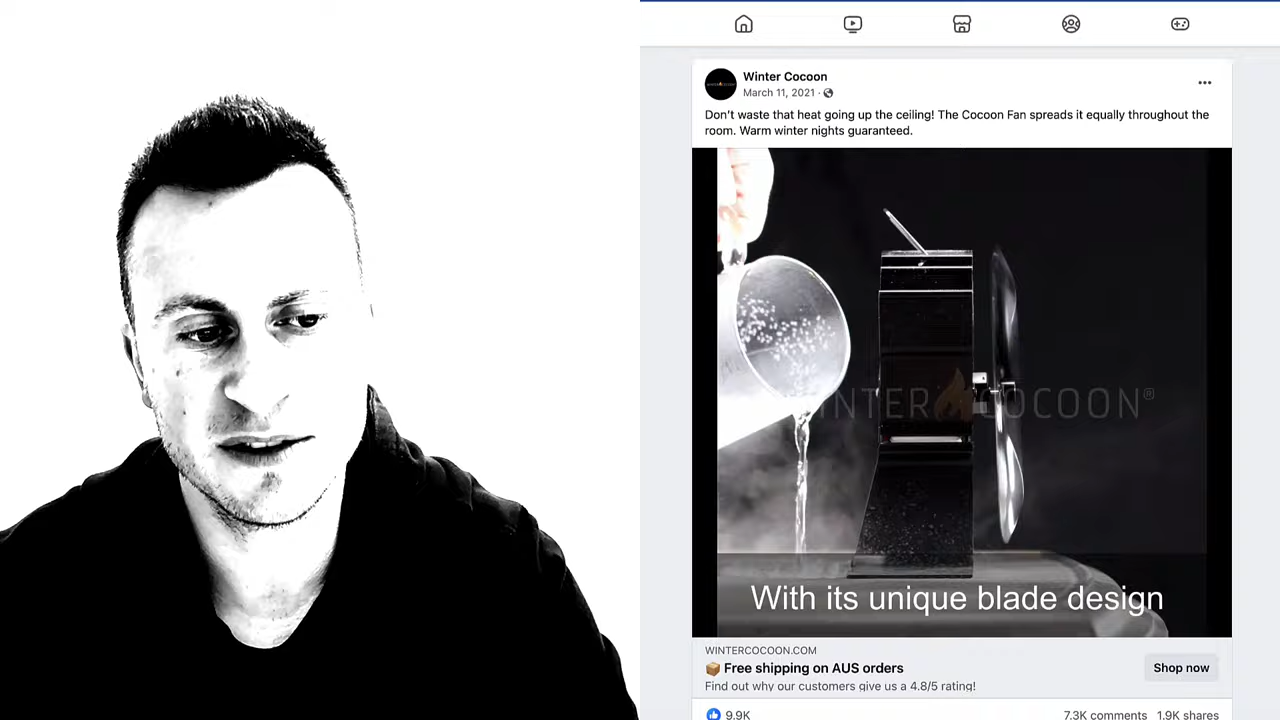 Winter Cocoon
March 11, 2021 ·
Don't waste that heat going up the ceiling! The Cocoon Fan spreads it equally throughout the
room. Warm winter nights guaranteed.
WINTER COCOON®
With its unique blade design
WINTERCOCOON.COM
📦 Free shipping on AUS orders
Shop now
Find out why our customers give us a 4.8/5 rating!
9.9K
7.3K comments 1.9K shares